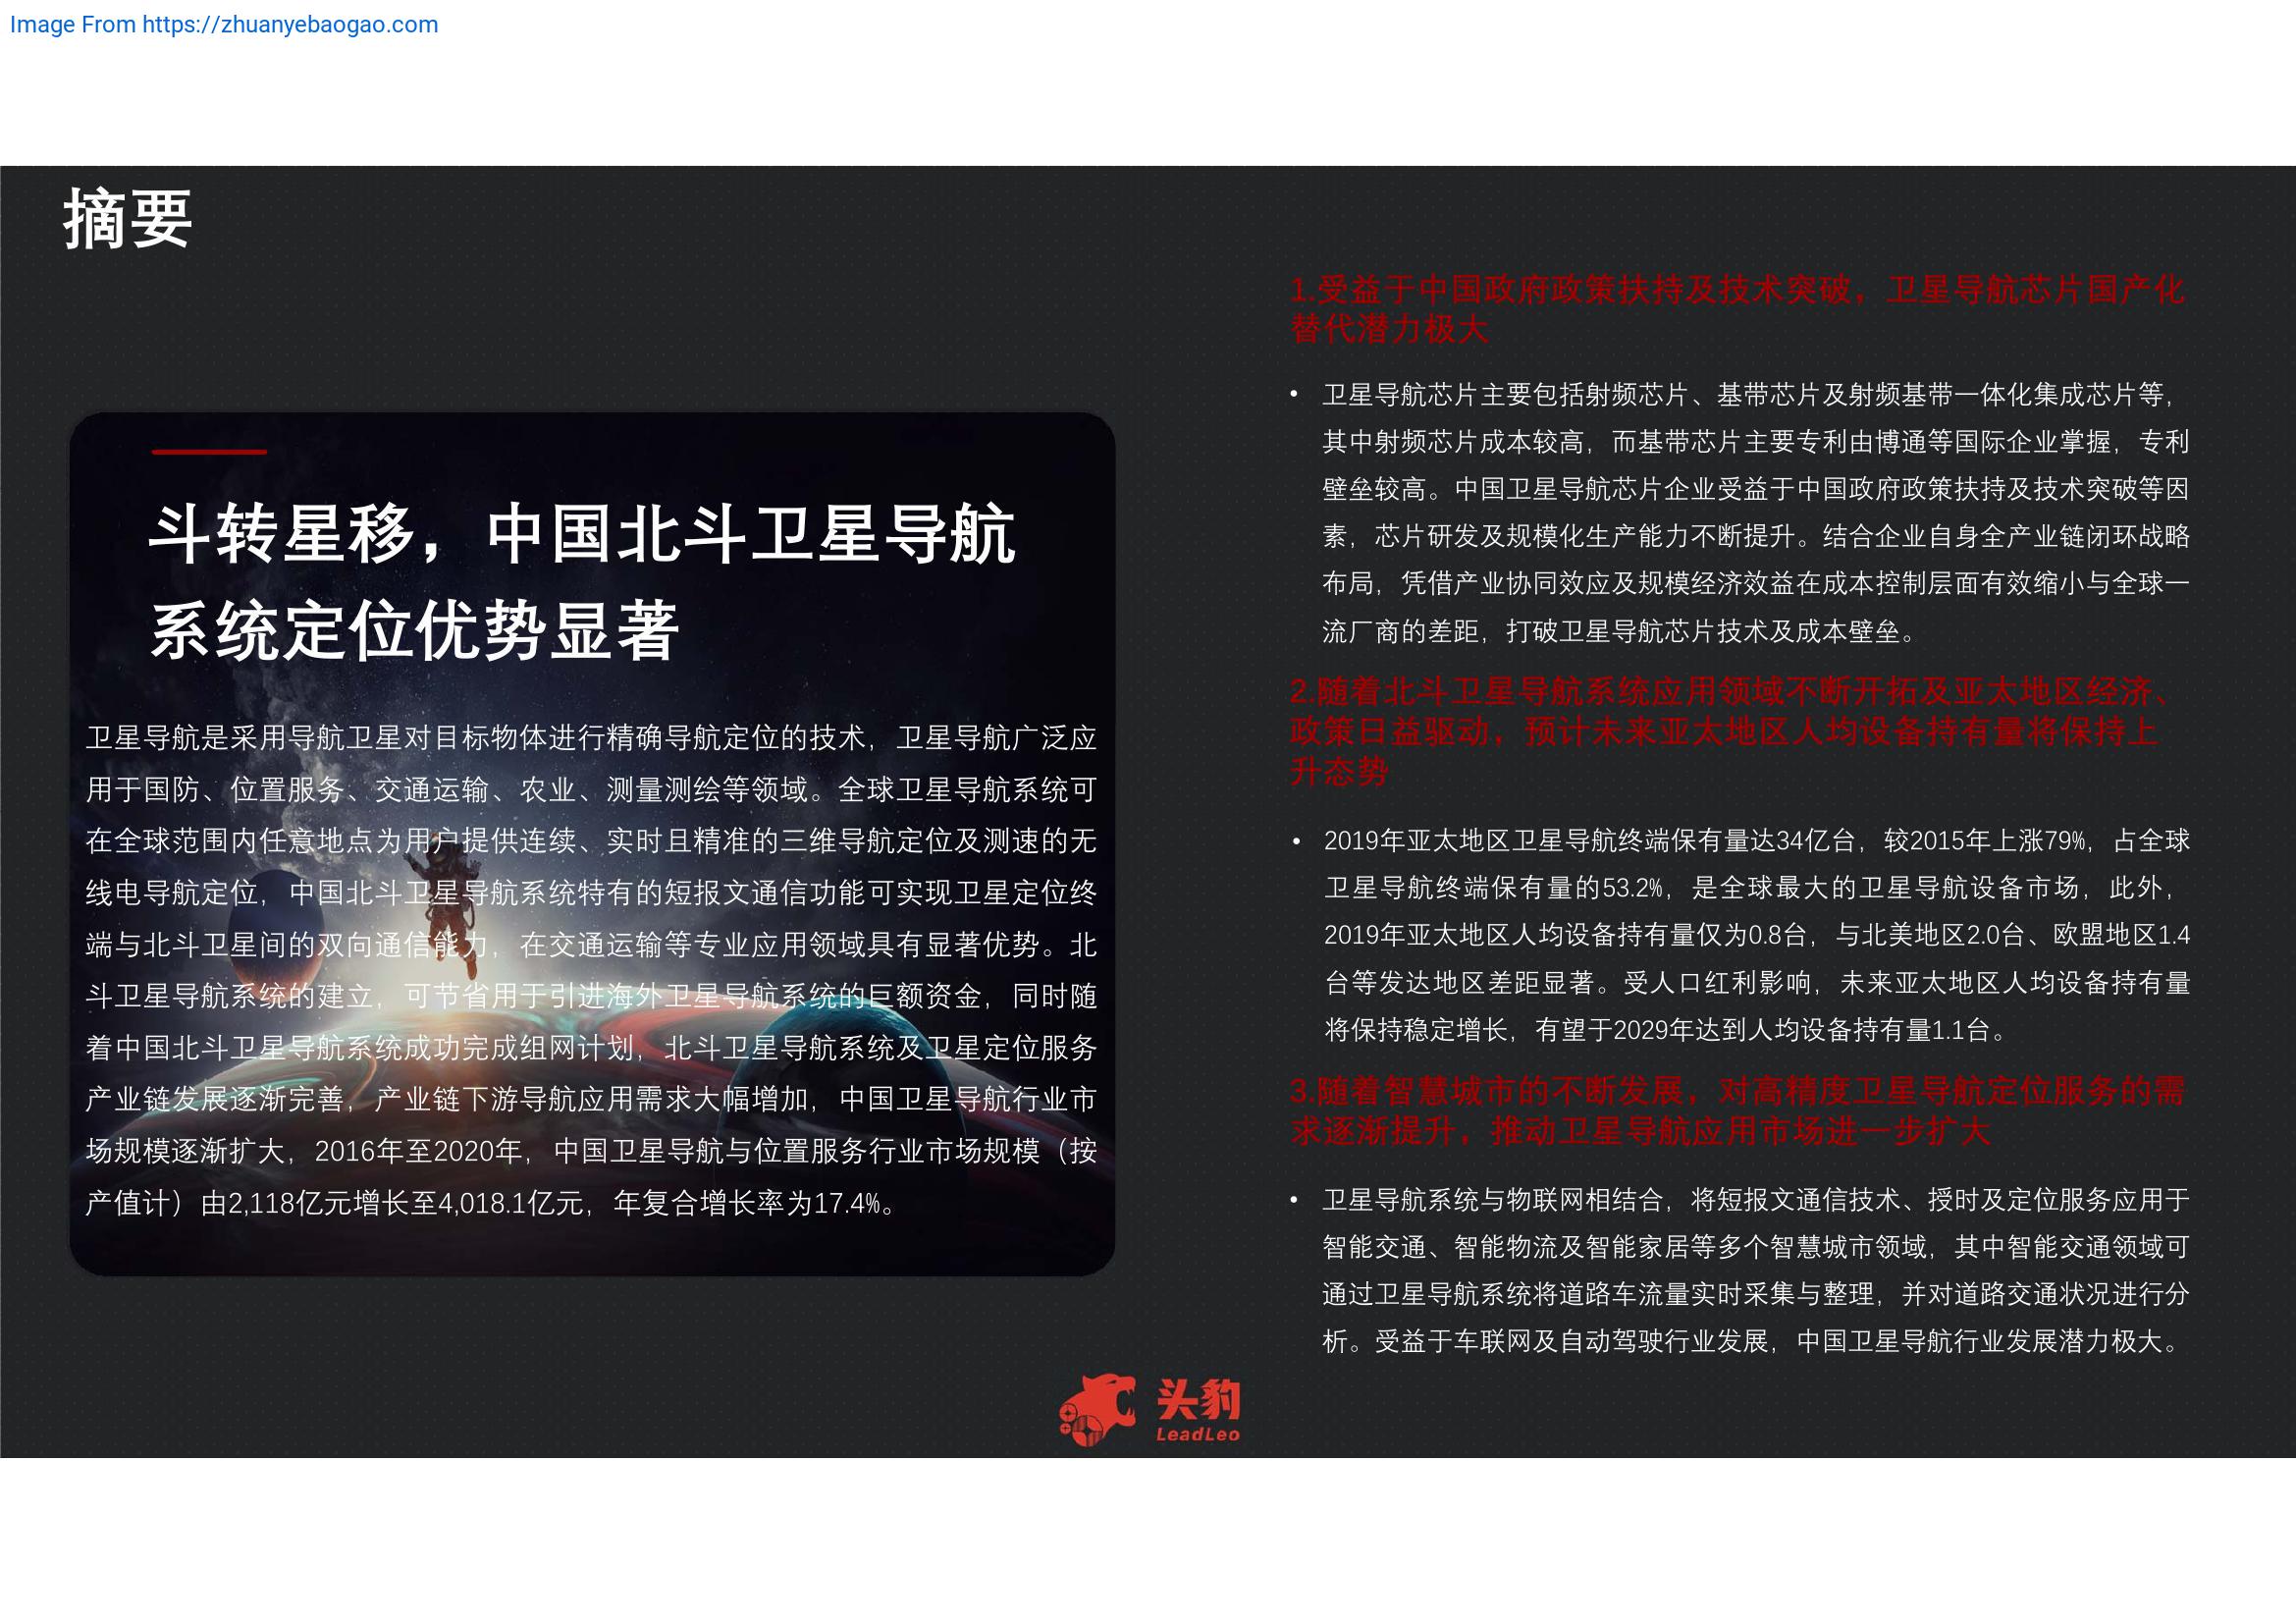 Image From https://zhuanyebaogao.com
摘要
斗转星移，中国北斗卫星导航
系统定位优势显著
卫星导航是采用导航卫星对目标物体进行精确导航定位的技术，卫星导航广泛应
用于国防、位置服务、交通运输、农业、测量测绘等领域。全球卫星导航系统可
在全球范围内任意地点为用户提供连续、实时且精准的三维导航定位及测速的无
线电导航定位，中国北斗卫星导航系统特有的短报文通信功能可实现卫星定位终
端与北斗卫星间的双向通信能力，在交通运输等专业应用领域具有显著优势。北
斗卫星导航系统的建立，可节省用于引进海外卫星导航系统的巨额资金，同时随
着中国北斗卫星导航系统成功完成组网计划，北斗卫星导航系统及卫星定位服务
产业链发展逐渐完善，产业链下游导航应用需求大幅增加，中国卫星导航行业市
场规模逐渐扩大，2016年至2020年，中国卫星导航与位置服务行业市场规模（按
产值计）由2,118亿元增长至4,018.1亿元，年复合增长率为17.4%。
1.受益于中国政府政策扶持及技术突破，卫星导航芯片国产化
替代潜力极大
• 卫星导航芯片主要包括射频芯片、基带芯片及射频基带一体化集成芯片等，
其中射频芯片成本较高，而基带芯片主要专利由博通等国际企业掌握，专利
壁垒较高。中国卫星导航芯片企业受益于中国政府政策扶持及技术突破等因
素，芯片研发及规模化生产能力不断提升。结合企业自身全产业链闭环战略
布局，凭借产业协同效应及规模经济效益在成本控制层面有效缩小与全球一
流厂商的差距，打破卫星导航芯片技术及成本壁垒。
2.随着北斗卫星导航系统应用领域不断开拓及亚太地区经济、
政策日益驱动，预计未来亚太地区人均设备持有量将保持上
升态势
• 2019年亚太地区卫星导航终端保有量达34亿台，较2015年上涨79%，占全球
卫星导航终端保有量的53.2%，是全球最大的卫星导航设备市场，此外，
2019年亚太地区人均设备持有量仅为0.8台，与北美地区2.0台、欧盟地区1.4
台等发达地区差距显著。受人口红利影响，未来亚太地区人均设备持有量
将保持稳定增长，有望于2029年达到人均设备持有量1.1台。
3.随着智慧城市的不断发展，对高精度卫星导航定位服务的需
求逐渐提升，推动卫星导航应用市场进一步扩大
• 卫星导航系统与物联网相结合，将短报文通信技术、授时及定位服务应用于
智能交通、智能物流及智能家居等多个智慧城市领域，其中智能交通领域可
通过卫星导航系统将道路车流量实时采集与整理，并对道路交通状况进行分
析。受益于车联网及自动驾驶行业发展，中国卫星导航行业发展潜力极大。
头豹
LeadLeo